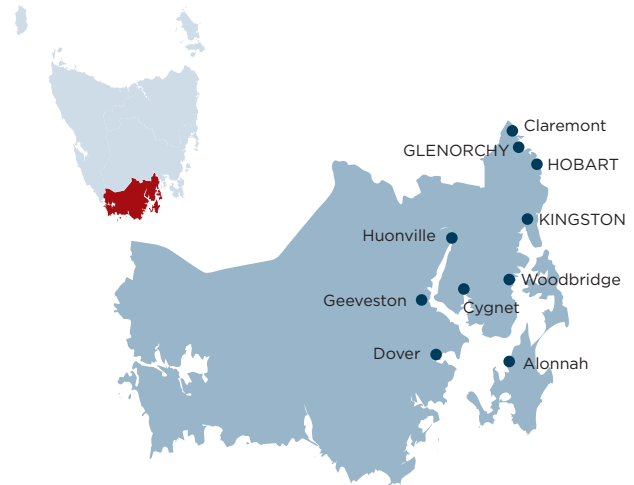 Claremont
GLENORCHY
HOBART
KINGSTON
Huonville
Woodbridge
Geeveston
Cygnet
Dover
Alonnah